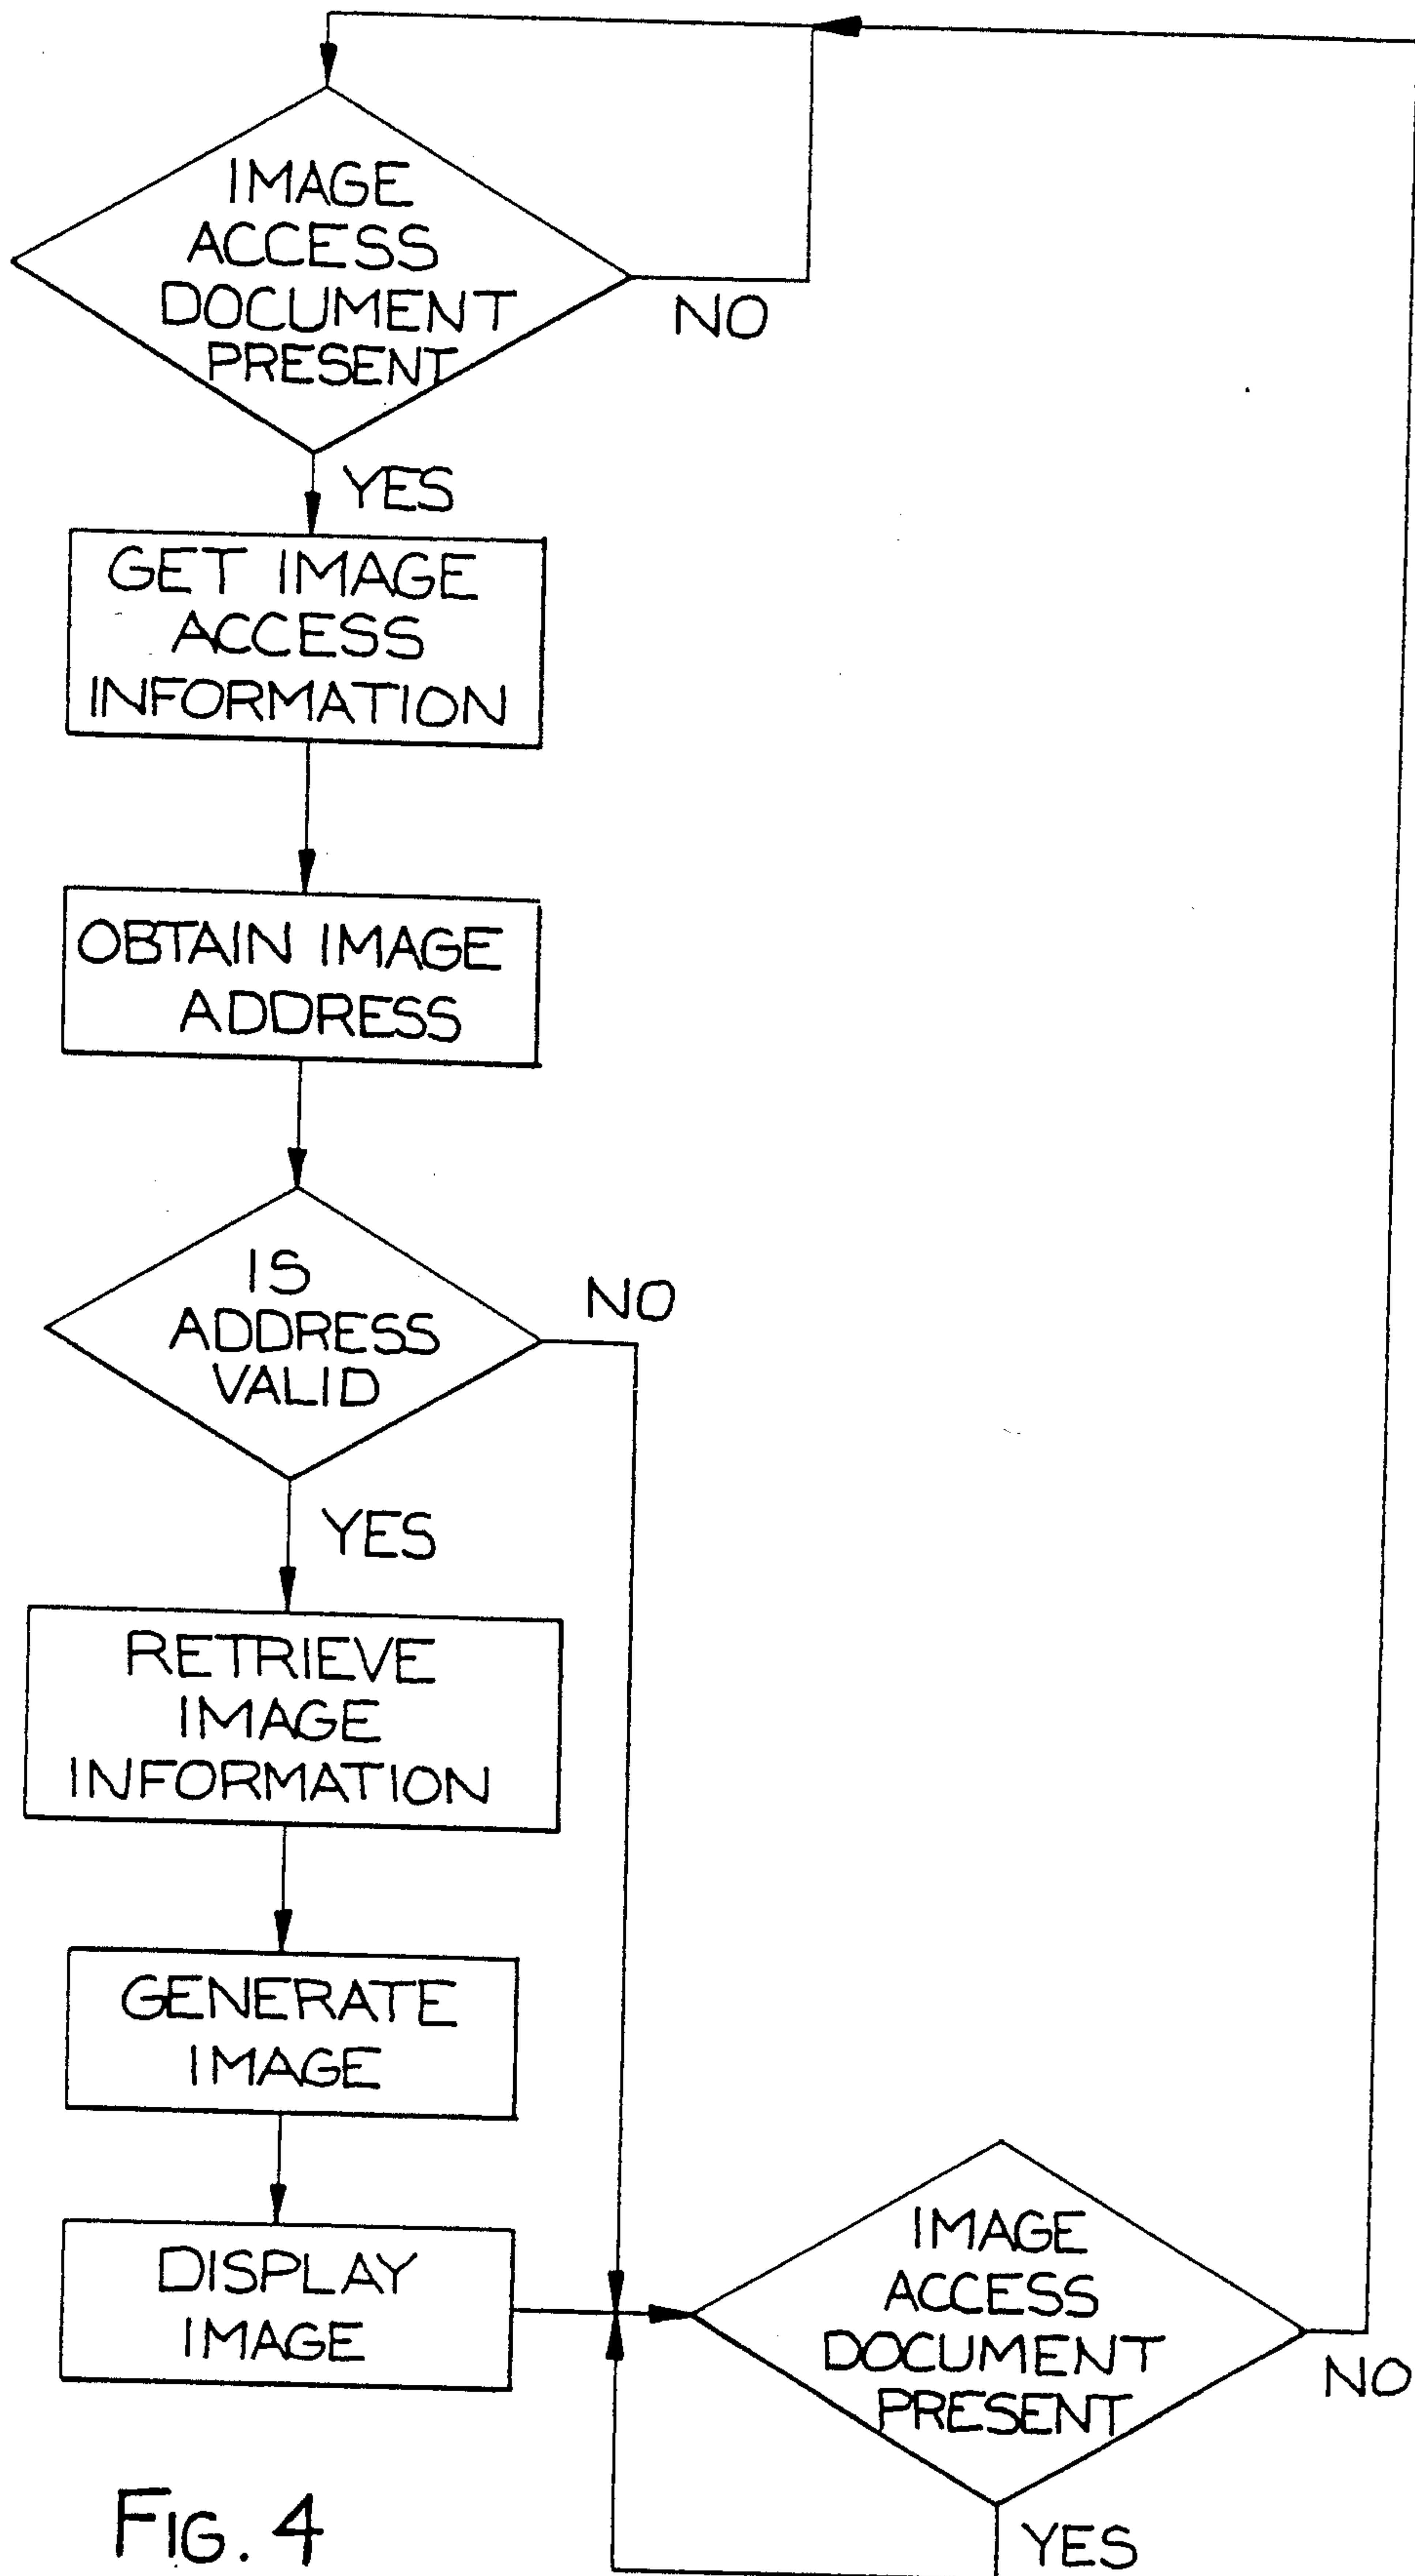 IMAGE
ACCESS
DOCUMENT
PRESENT
NO
YES
GET IMAGE
ACCESS
INFORMATION
OBTAIN IMAGE
ADDRESS
IS
ADDRESS
VALID
NO
YES
RETRIEVE
IMAGE
INFORMATION
GENERATE
IMAGE
DISPLAY
IMAGE
IMAGE
ACCESS
DOCUMENT
PRESENT
NO
YES
FIG. 4